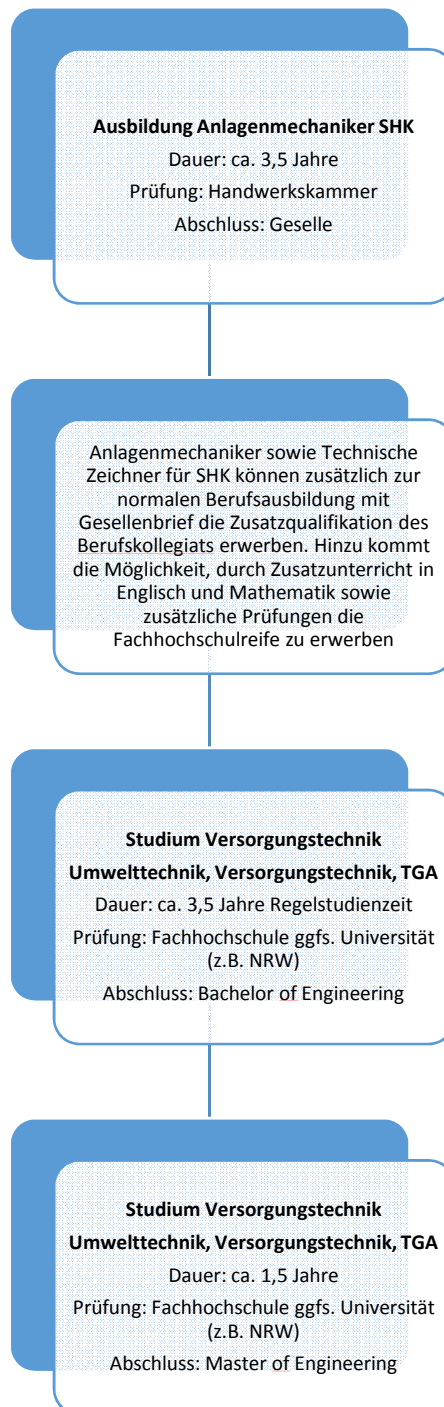 Ausbildung Anlagenmechaniker SHK
Dauer: ca. 3,5 Jahre
Prüfung: Handwerkskammer
Abschluss: Geselle
Anlagenmechaniker sowie Technische
Zeichner für SHK können zusätzlich zur
normalen Berufsausbildung mit
Gesellenbrief die Zusatzqualifikation des
Berufskollegiats erwerben. Hinzu kommt
die Möglichkeit, durch Zusatzunterricht in
Englisch und Mathematik sowie
zusätzliche Prüfungen die
Fachhochschulreife zu erwerben
Studium Versorgungstechnik
Umwelttechnik, Versorgungstechnik, TGA
Dauer: ca. 3,5 Jahre Regelstudienzeit
Prüfung: Fachhochschule ggfs. Universität
(z.B. NRW)
Abschluss: Bachelor of Engineering
Studium Versorgungstechnik
Umwelttechnik, Versorgungstechnik, TGA
Dauer: ca. 1,5 Jahre
Prüfung: Fachhochschule ggfs. Universität
(z.B. NRW)
Abschluss: Master of Engineering